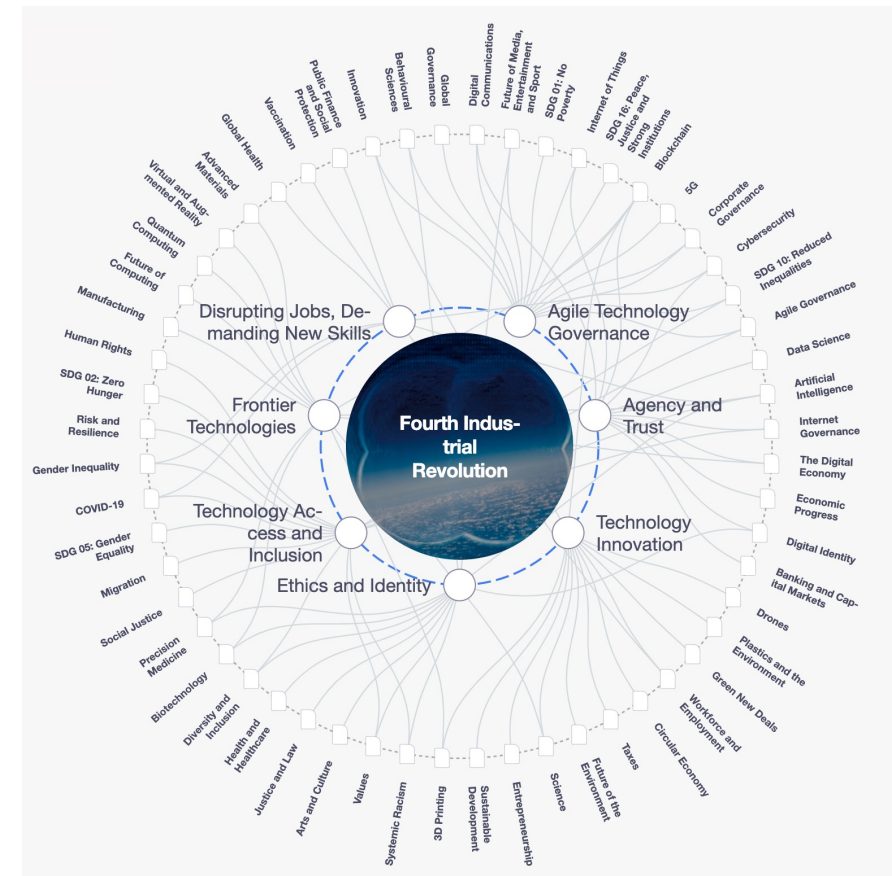 Fourth Indus-
trial
Revolution
Agile Technology
Governance
Agency and
Trust
Technology
Innovation
Ethics and Identity
Technology Ac-
cess and
Inclusion
Frontier
Technologies
Disrupting Jobs, De-
manding New Skills
Global
Governance
Digital
Communications
Future of Media,
Entertainment
and Sport
SDG 01: No
Poverty
Internet of Things
SDG 16: Peace,
Justice and
Strong
Institutions
Blockchain
5G
Corporate
Governance
Cybersecurity
SDG 10: Reduced
Inequalities
Agile Governance
Data Science
Artificial
Intelligence
Internet
Governance
The Digital
Economy
Economic
Progress
Digital Identity
Banking and Cap-
ital Markets
Drones
Plastics and the
Environment
Green New Deals
Workforce and
Employment
Circular Economy
Taxes
Future of the
Environment
Science
Entrepreneurship
Sustainable
Development
3D Printing
Systemic Racism
Values
Arts and Culture
Justice and Law
Health and
Healthcare
Diversity and
Inclusion
Biotechnology
Precision
Medicine
Social Justice
Migration
SDG 05: Gender
Equality
COVID-19
Gender Inequality
Risk and
Resilience
SDG 02: Zero
Hunger
Human Rights
Manufacturing
Future of
Computing
Quantum
Computing
Virtual and Aug-
mented Reality
Advanced
Materials
Global Health
Vaccination
Public Finance
and Social
Protection
Innovation
Behavioural
Sciences